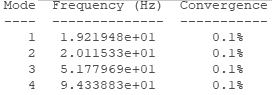 Mode  Frequency (Hz)  Convergence
----  --------------  -----------
   1   1.921948e+01       0.1%
   2   2.011533e+01       0.1%
   3   5.177969e+01       0.1%
   4   9.433883e+01       0.1%